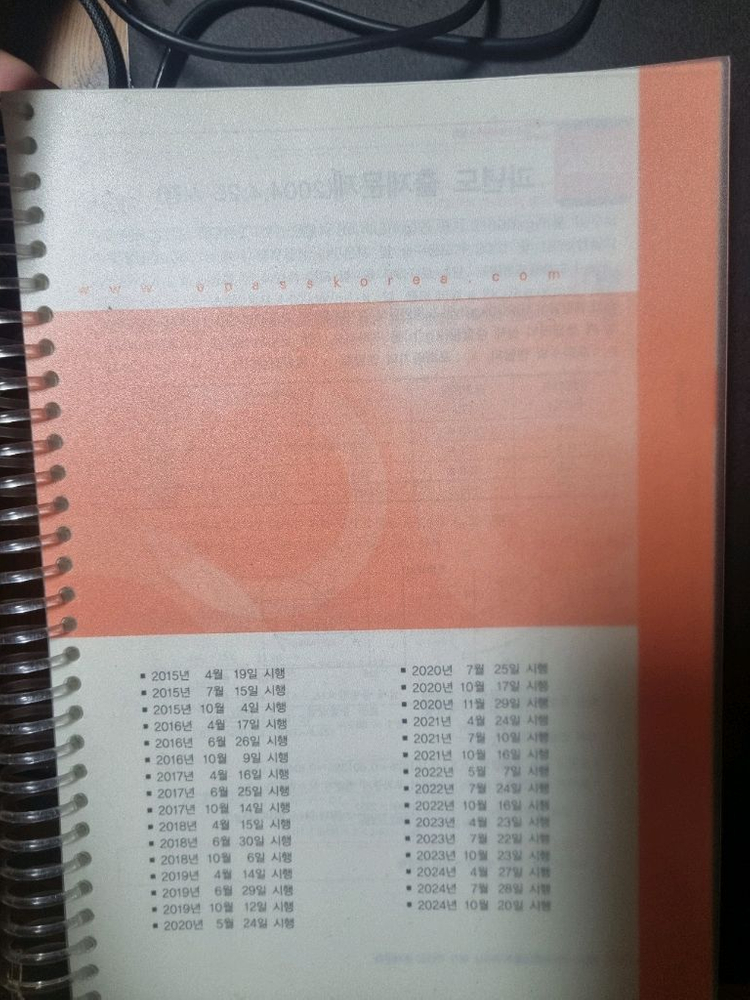 www.epasskorea.com
▪ 2015년 4월 19일 시행
▪ 2015년 7월 15일 시행
▪ 2015년 10월 4일 시행
▪ 2016년 4월 17일 시행
▪ 2016년 6월 26일 시행
▪ 2016년 10월 9일 시행
▪ 2017년 4월 16일 시행
▪ 2017년 6월 25일 시행
▪ 2017년 10월 14일 시행
▪ 2018년 4월 15일 시행
▪ 2018년 6월 30일 시행
▪ 2018년 10월 6일 시행
▪ 2019년 4월 14일 시행
▪ 2019년 6월 29일 시행
▪ 2019년 10월 12일 시행
▪ 2020년 5월 24일 시행
▪ 2020년 7월 25일 시행
▪ 2020년 10월 17일 시행
▪ 2020년 11월 29일 시행
▪ 2021년 4월 24일 시행
▪ 2021년 7월 10일 시행
▪ 2021년 10월 16일 시행
▪ 2022년 5월 7일 시행
▪ 2022년 7월 24일 시행
▪ 2022년 10월 16일 시행
▪ 2023년 4월 23일 시행
▪ 2023년 7월 22일 시행
▪ 2023년 10월 23일 시행
▪ 2024년 4월 27일 시행
▪ 2024년 7월 28일 시행
▪ 2024년 10월 20일 시행